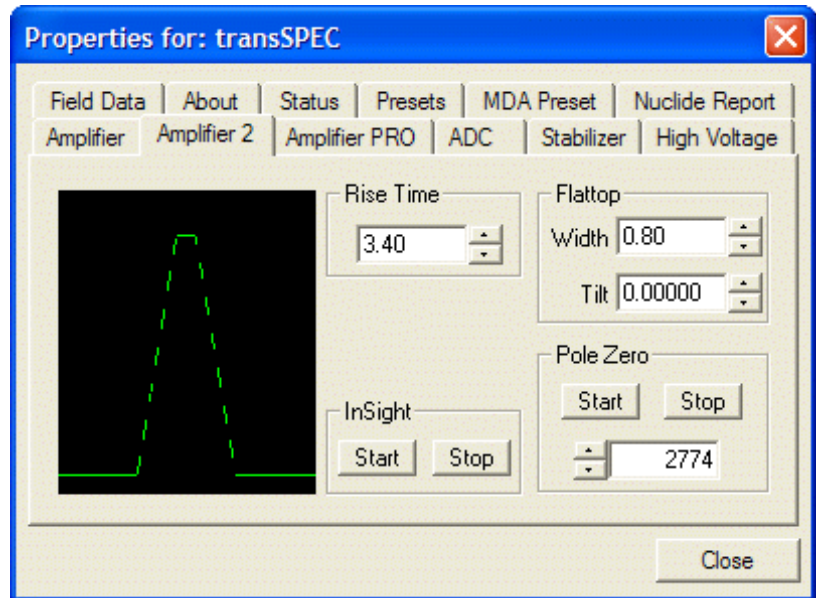 Properties for: transSPEC
Field Data About Status Presets MDA Preset Nuclide Report
Amplifier Amplifier 2 Amplifier PRO ADC Stabilizer High Voltage
Rise Time
3.40
Flattop
Width 0.80
Tilt 0.00000
InSight
Start Stop
Pole Zero
Start Stop
2774
Close